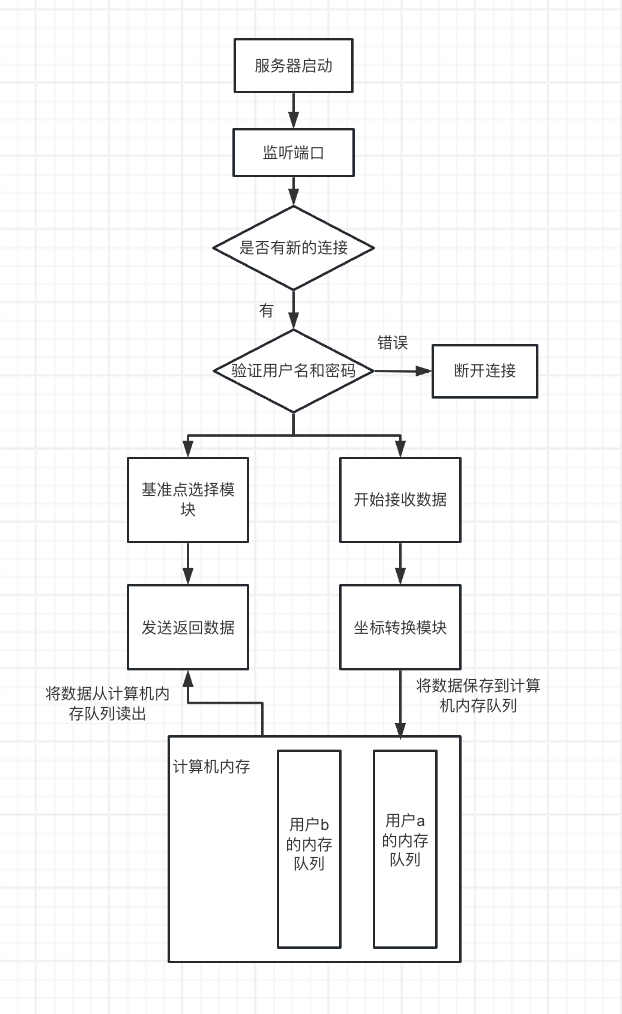 服务器启动
监听端口
是否有新的连接
有
错误
验证用户名和密码
断开连接
基准点选择模
块
开始接收数据
发送返回数据
坐标转换模块
将数据从计算机内
存队列读出
将数据保存到计算
机内存队列
计算机内存
用户b
的内存
队列
用户a
的内存
队列